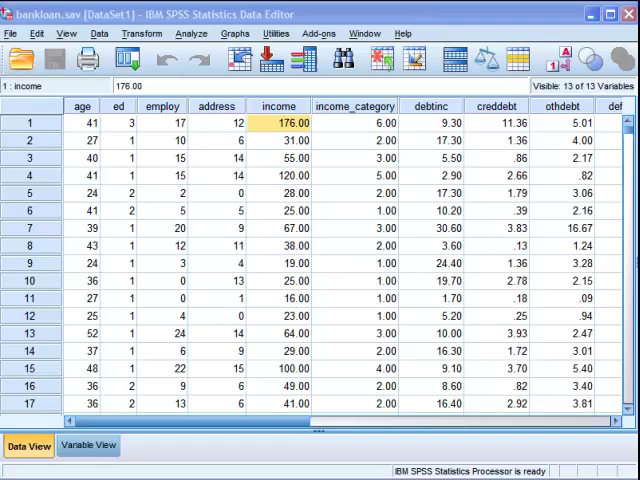 bankloan.sav [DataSet1] - IBM SPSS Statistics Data Editor
File Edit View Data Transform Analyze Graphs Utilities Add-ons Window Help
A
1
1 : income 176.00 Visible: 13 of 13 Variables
age ed employ address income income_category debtinc creddebt othdebt def
1 41 3 17 12 176.00 6.00 9.30 11.36 5.01
2 27 1 10 6 31.00 2.00 17.30 1.36 4.00
3 40 1 15 14 55.00 3.00 5.50 .86 2.17
4 41 1 15 14 120.00 5.00 2.90 2.66 .82
5 24 2 2 0 28.00 2.00 17.30 1.79 3.06
6 41 2 5 5 25.00 1.00 10.20 .39 2.16
7 39 1 20 9 67.00 3.00 30.60 3.83 16.67
8 43 1 12 11 38.00 2.00 3.60 .13 1.24
9 24 1 3 4 19.00 1.00 24.40 1.36 3.28
10 36 1 0 13 25.00 1.00 19.70 2.78 2.15
11 27 1 0 1 16.00 1.00 1.70 .18 .09
12 25 1 4 0 23.00 1.00 5.20 .25 .94
13 52 1 24 14 64.00 3.00 10.00 3.93 2.47
14 37 1 6 9 29.00 2.00 16.30 1.72 3.01
15 48 1 22 15 100.00 4.00 9.10 3.70 5.40
16 36 2 9 6 49.00 2.00 8.60 .82 3.40
17 36 2 13 6 41.00 2.00 16.40 2.92 3.81
Data View Variable View
IBM SPSS Statistics Processor is ready